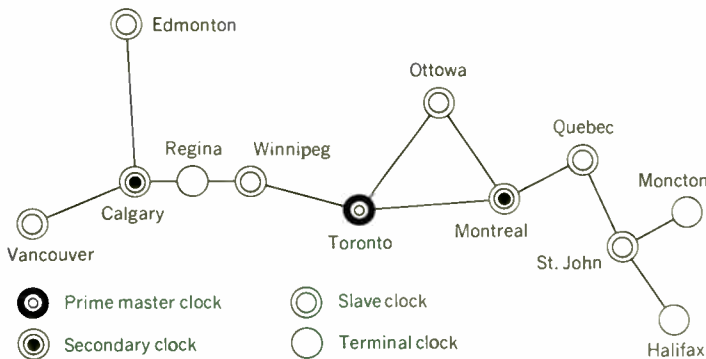 Edmonton
Ottowa
Regina
Winnipeg
Quebec
Moncton
Calgary
Vancouver
Toronto
Montreal
St. John
Halifax
Prime master clock
Slave clock
Secondary clock
Terminal clock